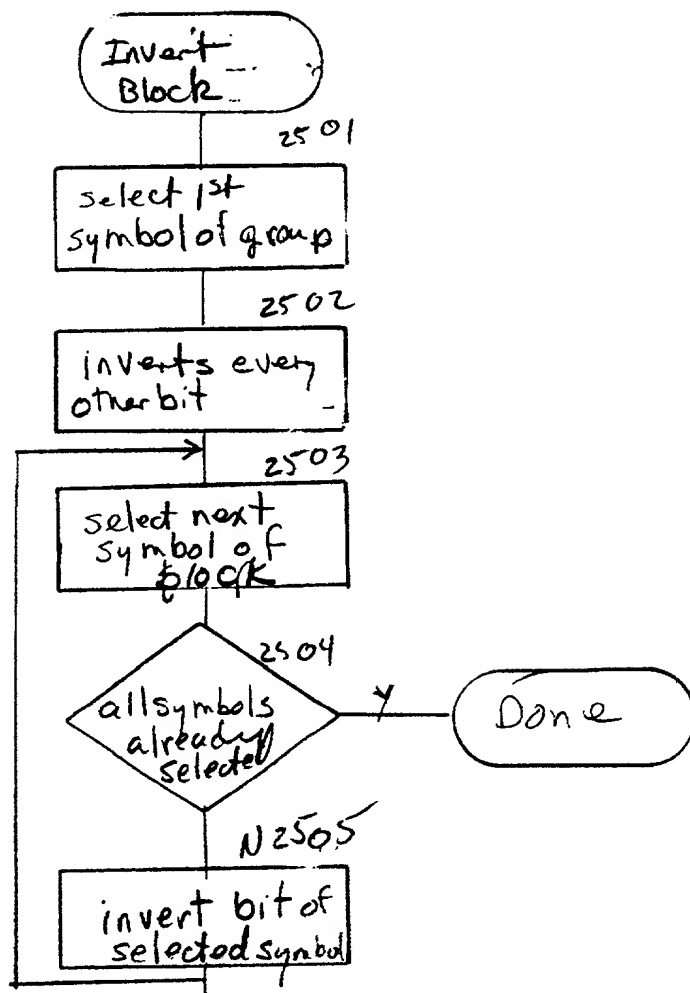 Invert
Block
2501
select 1st
symbol of group
2502
inverts every
other bit
2503
select next
symbol of
block
2504
all symbols
already
selected
Y
Done
N 2505
invert bit of
selected symbol